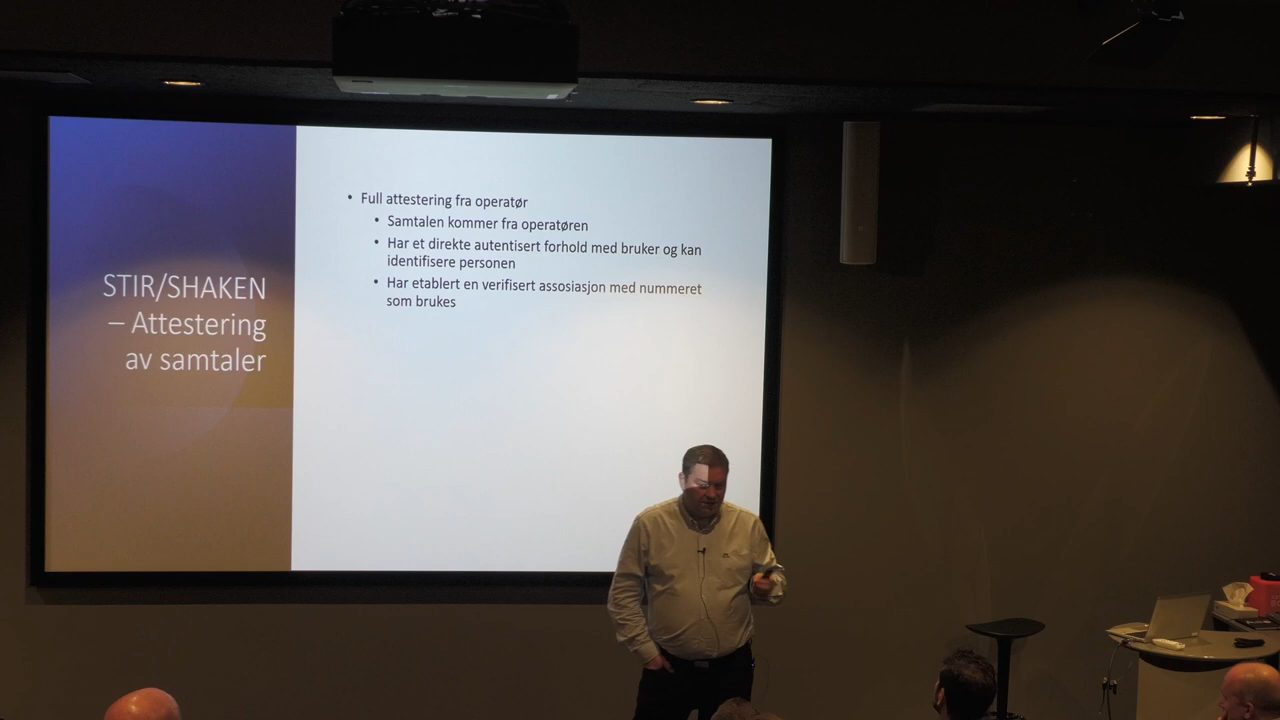 STIR/SHAKEN
– Attestering
av samtaler
• Full attestering fra operatør
• Samtalen kommer fra operatøren
• Har et direkte autentisert forhold med bruker og kan
identifisere personen
• Har etablert en verifisert assosiasjon med nummeret
som brukes